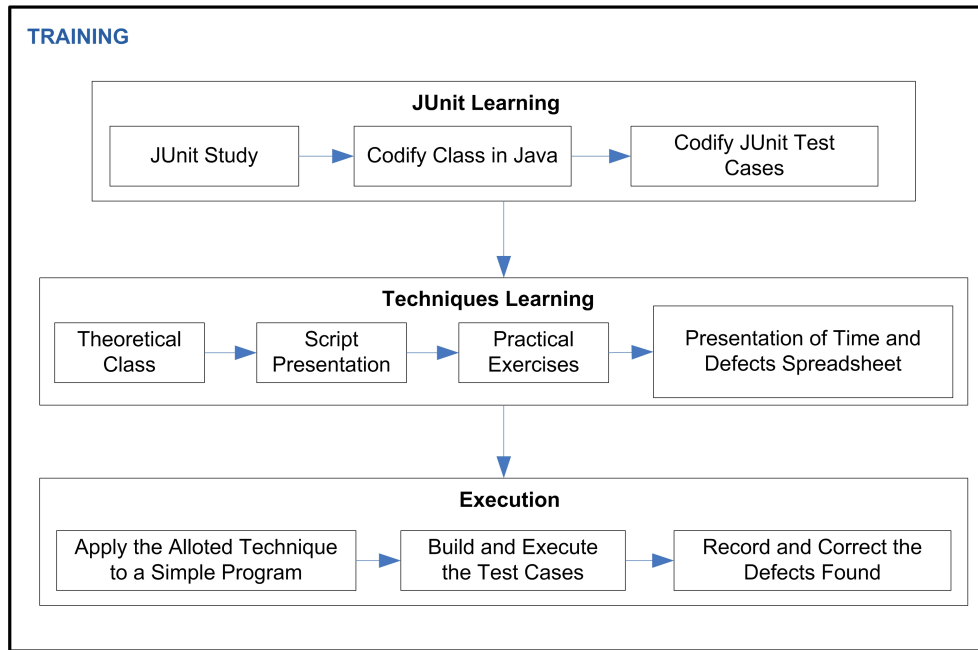 TRAINING
JUnit Learning
JUnit Study
Codify Class in Java
Codify JUnit Test
Cases
Techniques Learning
Theoretical
Class
Script
Presentation
Practical
Exercises
Presentation of Time and
Defects Spreadsheet
Execution
Apply the Alloted Technique
to a Simple Program
Build and Execute
the Test Cases
Record and Correct the
Defects Found